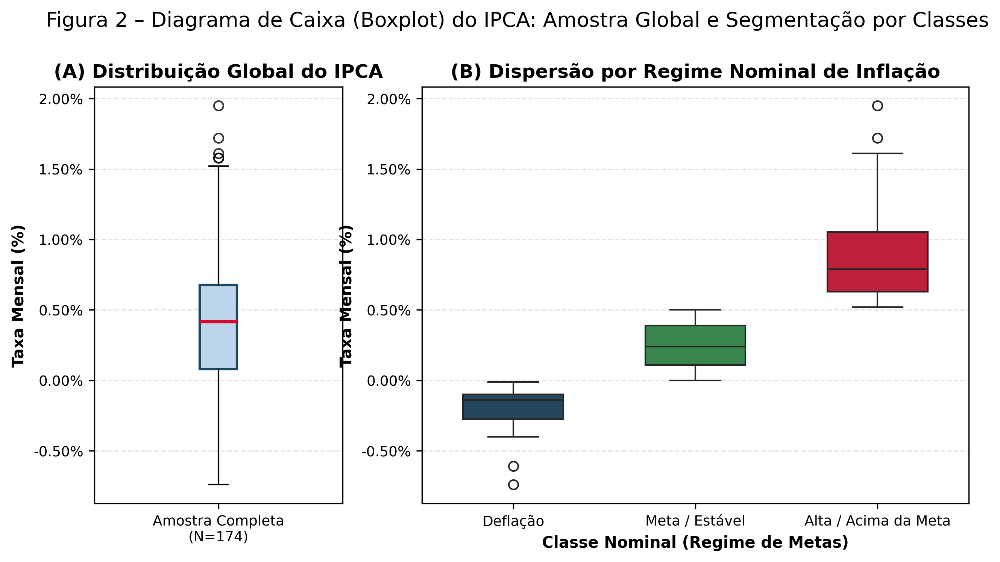 Figura 2 – Diagrama de Caixa (Boxplot) do IPCA: Amostra Global e Segmentação por Classes
(A) Distribuição Global do IPCA
2.00%
1.50%
1.00%
0.50%
0.00%
-0.50%
Taxa Mensal (%)
Amostra Completa
(N=174)
(B) Dispersão por Regime Nominal de Inflação
2.00%
1.50%
1.00%
0.50%
0.00%
-0.50%
Taxa Mensal (%)
Deflação
Meta / Estável
Alta / Acima da Meta
Classe Nominal (Regime de Metas)